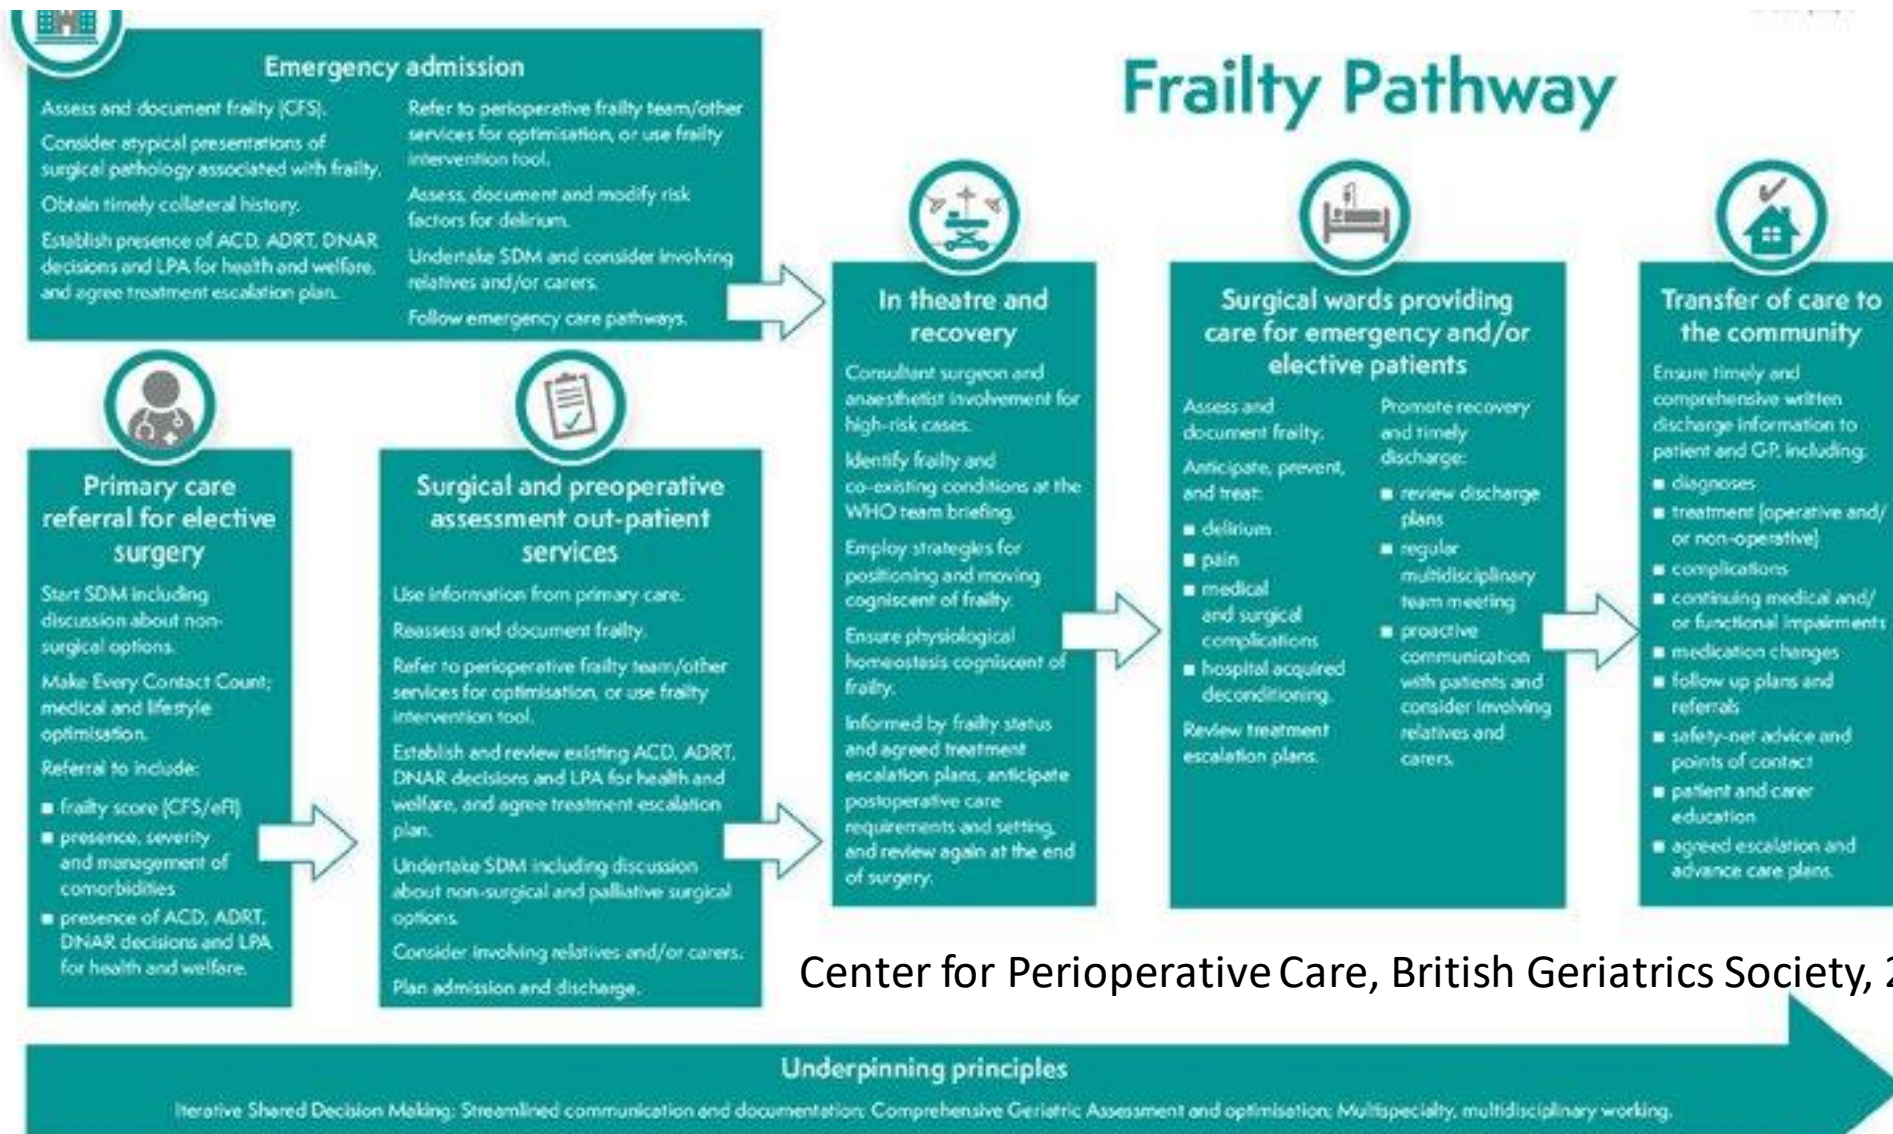 Frailty Pathway
Emergency admission
Assess and document frailty (CFS).
Consider atypical presentations of
surgical pathology associated with frailty.
Obtain timely collateral history.
Establish presence of ACD, ADRT, DNAR
decisions and LPA for health and welfare,
and agree treatment escalation plan.
Refer to perioperative frailty team/other
services for optimisation, or use frailty
intervention tool.
Assess, document and modify risk
factors for delirium.
Undertake SDM and consider involving
relatives and/or carers.
Follow emergency care pathways.
Primary care
referral for elective
surgery
Start SDM including
discussion about non-
surgical options.
Make Every Contact Count;
medical and lifestyle
optimisation.
Referral to include:
■ frailty score (CFS/eFI)
■ presence, severity
and management of
comorbidities
■ presence of ACD, ADRT,
DNAR decisions and LPA
for health and welfare.
Surgical and preoperative
assessment out-patient
services
Use information from primary care.
Reassess and document frailty.
Refer to perioperative frailty team/other
services for optimisation, or use frailty
intervention tool.
Establish and review existing ACD, ADRT,
DNAR decisions and LPA for health and
welfare, and agree treatment escalation
plan.
Undertake SDM including discussion
about non-surgical and palliative surgical
options.
Consider involving relatives and/or carers.
Plan admission and discharge.
In theatre and
recovery
Consultant surgeon and
anaesthetist involvement for
high-risk cases.
Identify frailty and
co-existing conditions at the
WHO team briefing.
Employ strategies for
positioning and moving
cogniscent of frailty.
Ensure physiological
homeostasis cogniscent of
frailty.
Informed by frailty status
and agreed treatment
escalation plans, anticipate
postoperative care
requirements and setting,
and review again at the end
of surgery.
Surgical wards providing
care for emergency and/or
elective patients
Assess and
document frailty.
Anticipate, prevent,
and treat:
■ delirium
■ pain
■ medical
and surgical
complications
■ hospital acquired
deconditioning.
Review treatment
escalation plans.
Promote recovery
and timely
discharge:
■ review discharge
plans
■ regular
multidisciplinary
team meeting
■ proactive
communication
with patients and
consider involving
relatives and
carers.
Transfer of care to
the community
Ensure timely and
comprehensive written
discharge information to
patient and GP, including:
■ diagnoses
■ treatment (operative and/
or non-operative)
■ complications
■ continuing medical and/
or functional impairments
■ medication changes
■ follow up plans and
referrals
■ safety-net advice and
points of contact
■ patient and carer
education
■ agreed escalation and
advance care plans.
Center for Perioperative Care, British Geriatrics Society,
Underpinning principles
Iterative Shared Decision Making; Streamlined communication and documentation; Comprehensive Geriatric Assessment and optimisation; Multispecialty, multidisciplinary working.